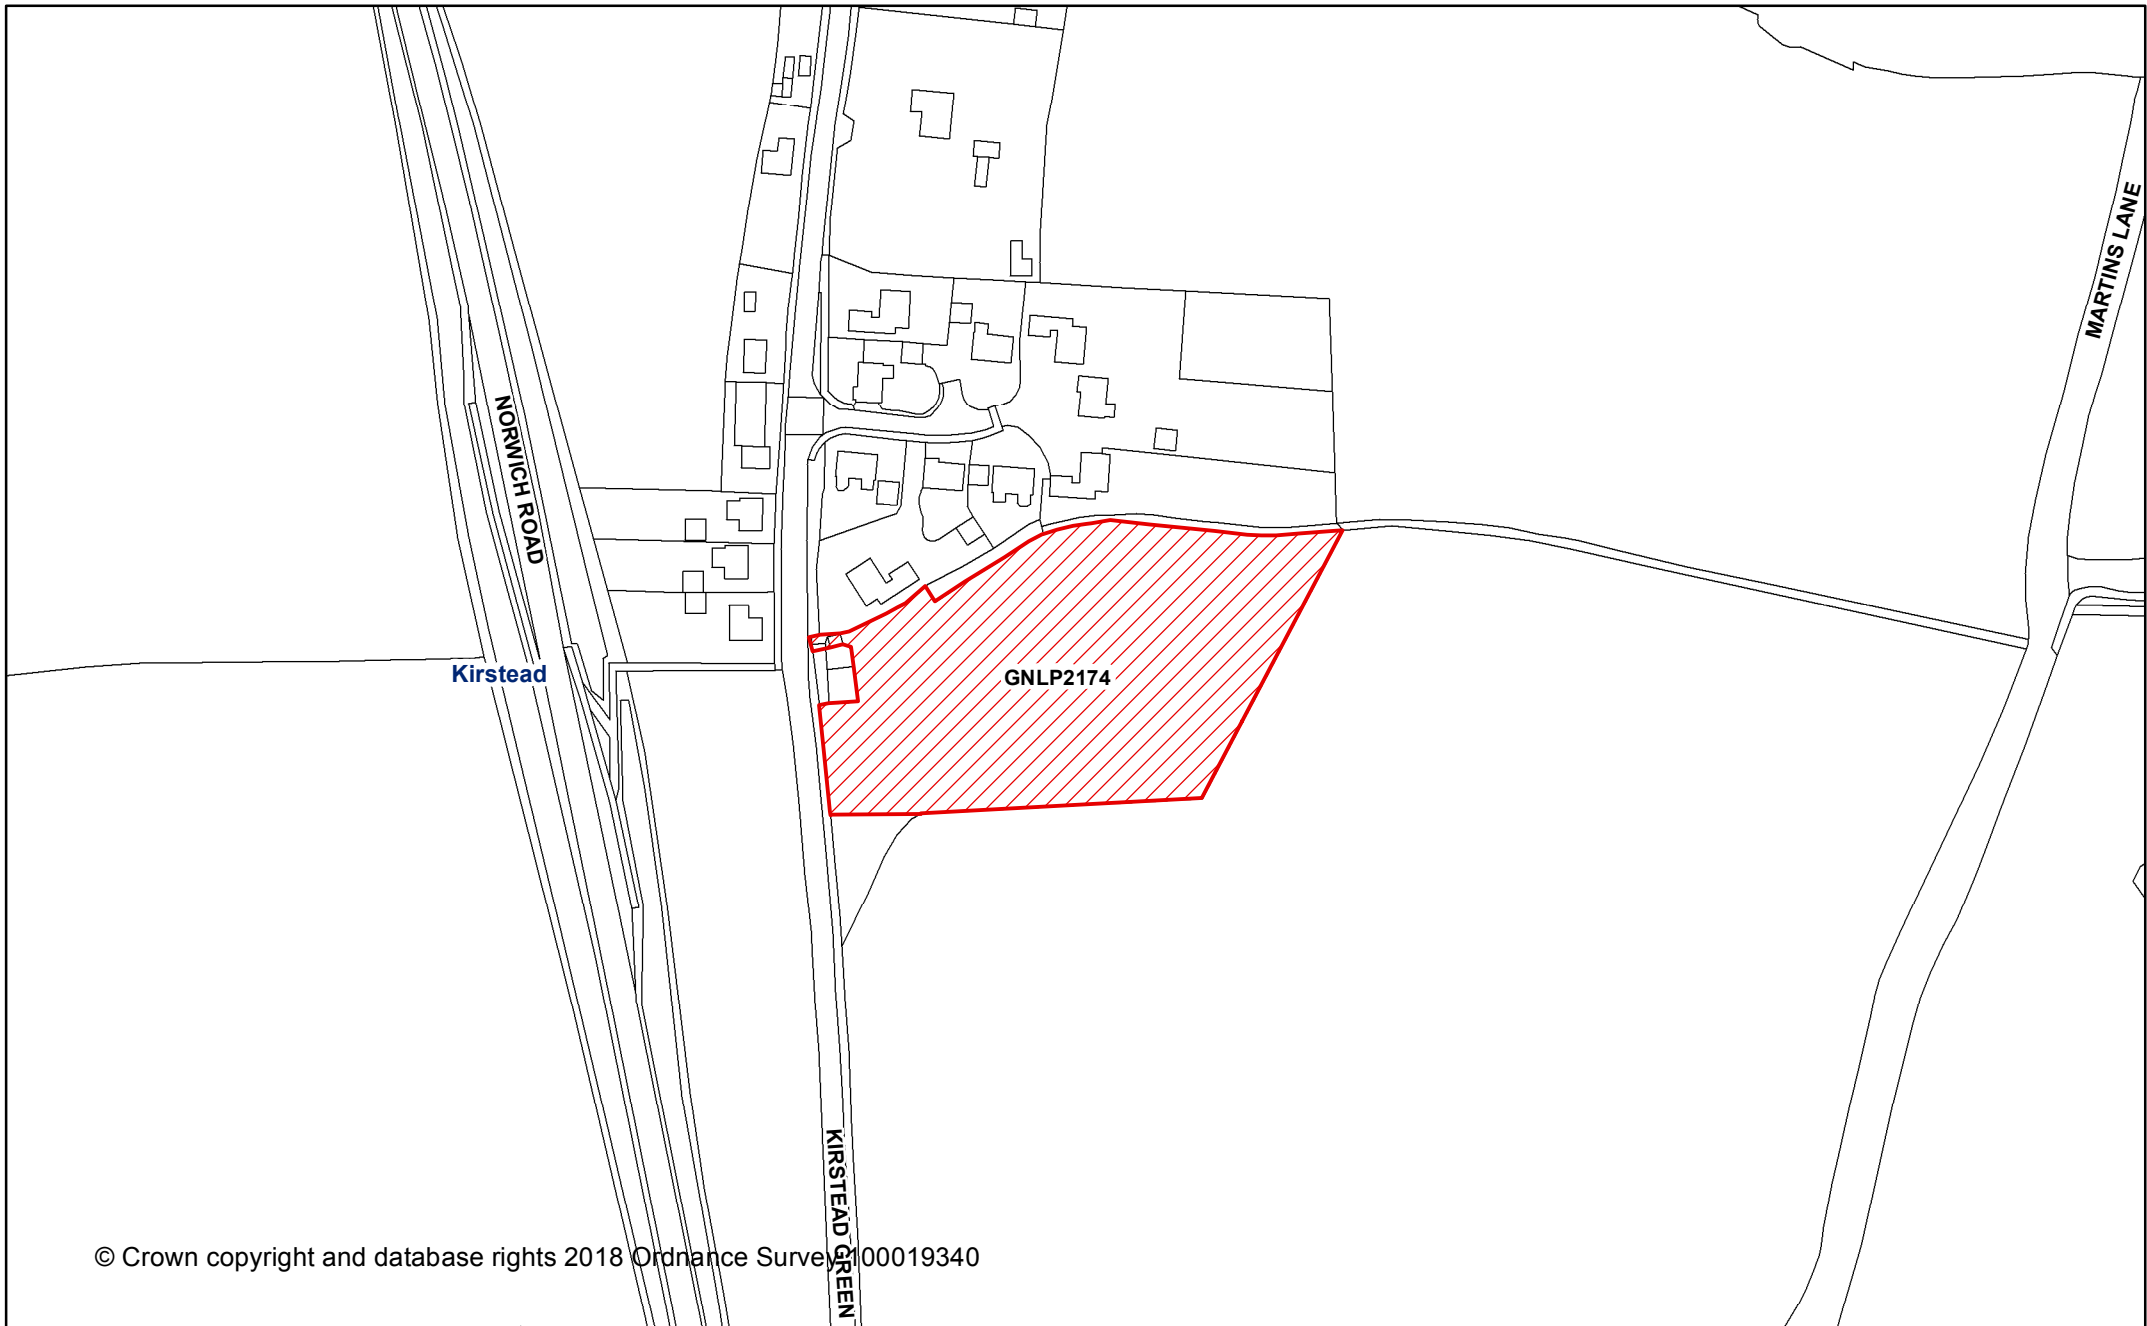 MARTINS LANE
NORWICH ROAD
Kirstead
GNLP2174
KIRSTEAD GREEN
© Crown copyright and database rights 2018 Ordnance Survey 100019340